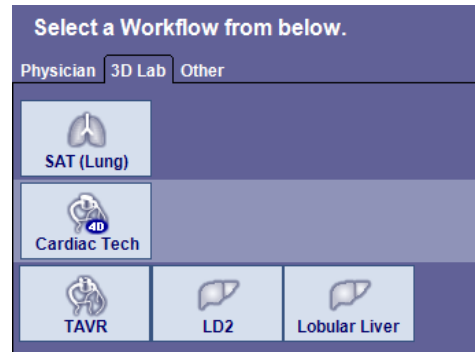 Select a Workflow from below.
Physician 3D Lab Other
SAT (Lung)
4D
Cardiac Tech
TAVR LD2 Lobular Liver